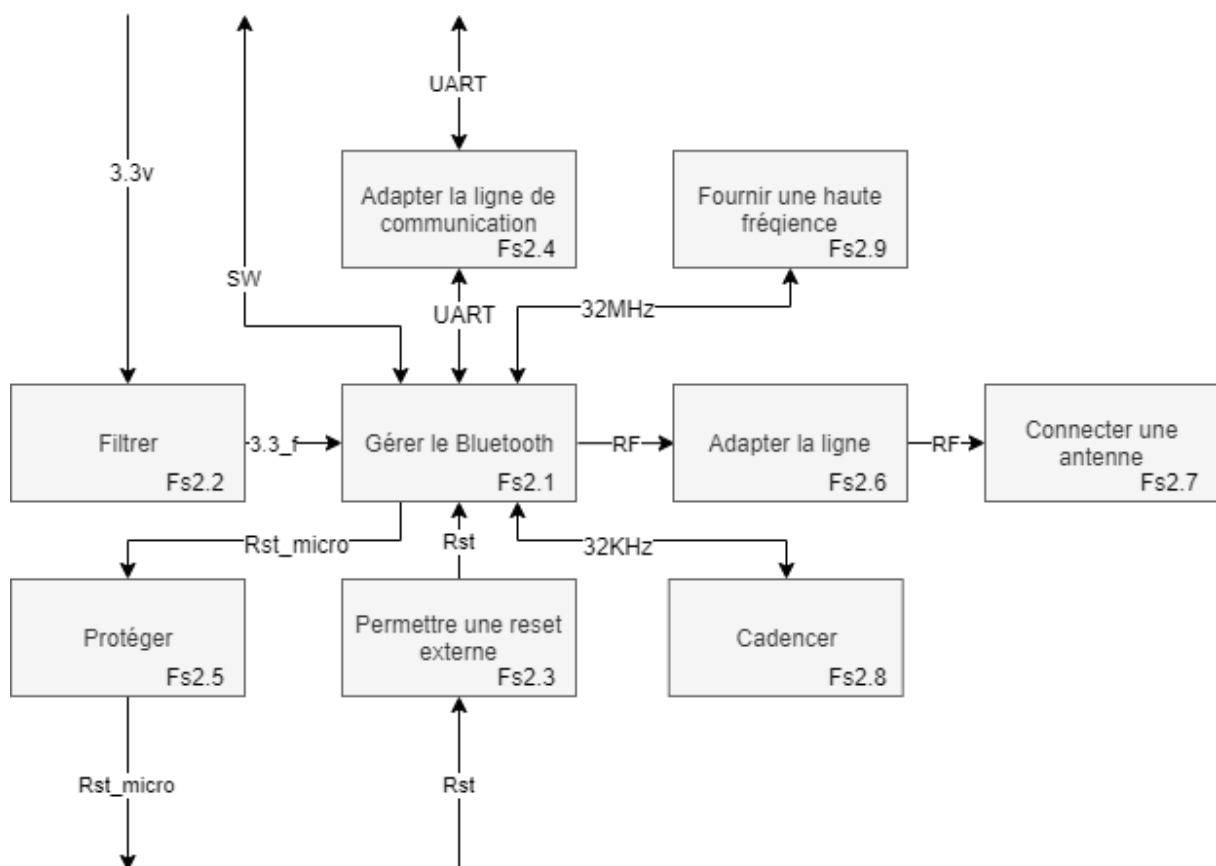 UART
3.3v
Adapter la ligne de
communication
Fs2.4
Fournir une haute
fréqience
Fs2.9
SW
UART
32MHz
Filtrer
Fs2.2
3.3_f
Gérer le Bluetooth
Fs2.1
RF
Adapter la ligne
Fs2.6
RF
Connecter une
antenne
Fs2.7
Rst_micro
Rst
32KHz
Protéger
Fs2.5
Permettre une reset
externe
Fs2.3
Cadencer
Fs2.8
Rst_micro
Rst